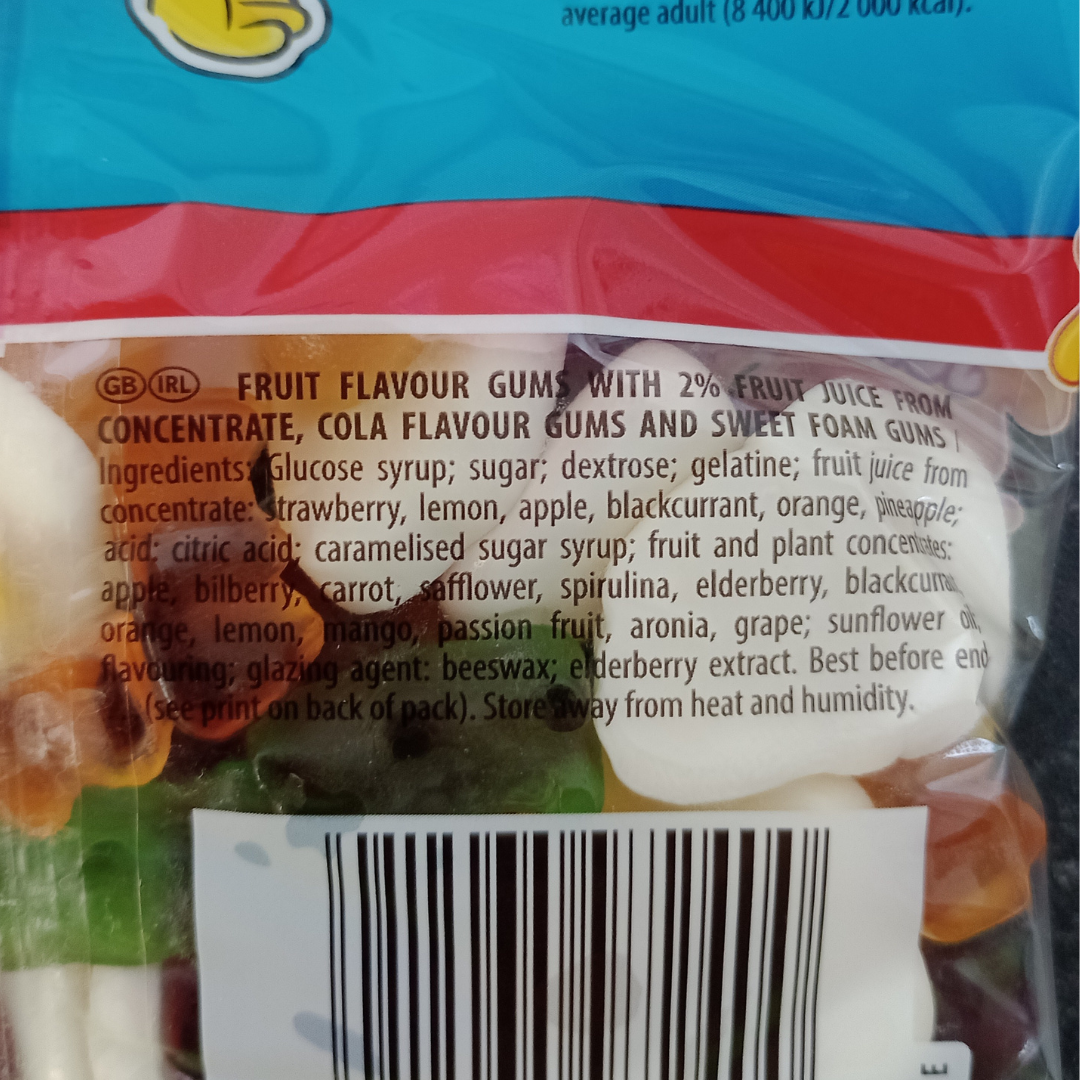 average adult (8 400 kJ/2 000 kcal).
GB IRL FRUIT FLAVOUR GUMS WITH 2% FRUIT JUICE FROM
CONCENTRATE, COLA FLAVOUR GUMS AND SWEET FOAM GUMS |
Ingredients: Glucose syrup; sugar; dextrose; gelatine; fruit juice from
concentrate: strawberry, lemon, apple, blackcurrant, orange, pineapple;
acid: citric acid; caramelised sugar syrup; fruit and plant concentrates:
apple, bilberry, carrot, safflower, spirulina, elderberry, blackcurrant,
orange, lemon, mango, passion fruit, aronia, grape; sunflower oil,
flavouring; glazing agent: beeswax; elderberry extract. Best before end
(see print on back of pack). Store away from heat and humidity.
E